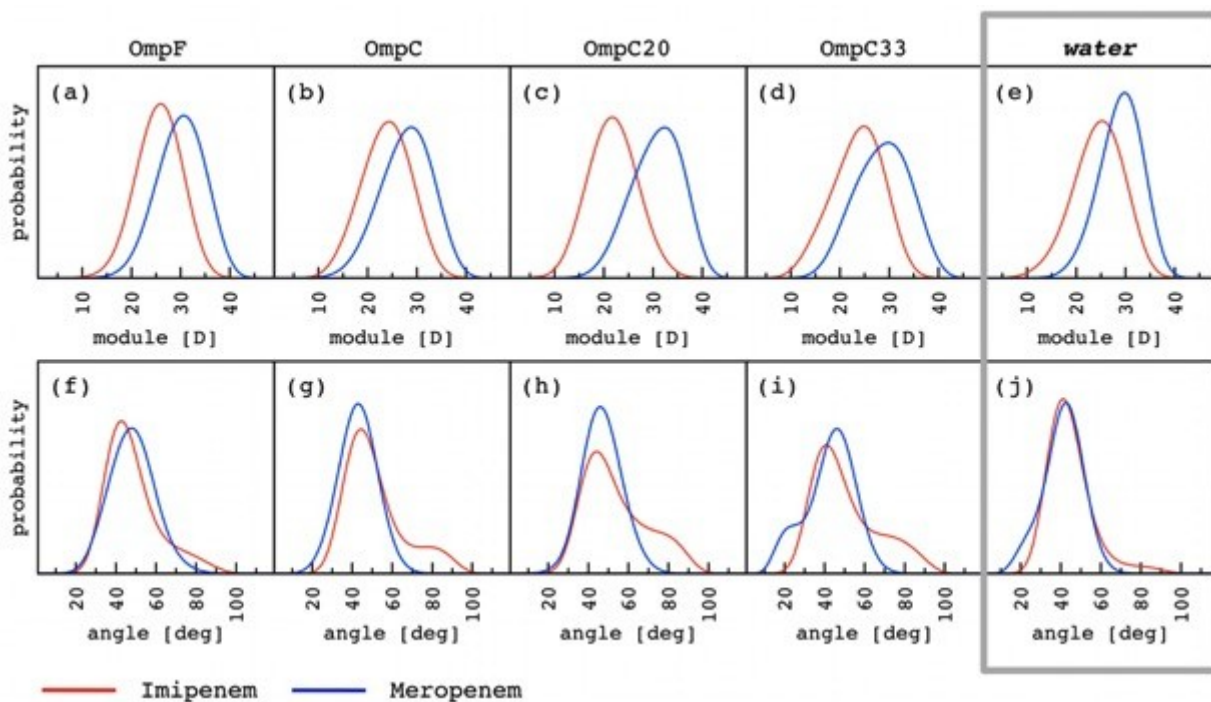 OmpF OmpC OmpC20 OmpC33 water
(a) (b) (c) (d) (e)
probability
10 20 30 40 10 20 30 40 10 20 30 40 10 20 30 40 10 20 30 40
module [D] module [D] module [D] module [D] module [D]
(f) (g) (h) (i) (j)
probability
20 40 60 80 100 20 40 60 80 100 20 40 60 80 100 20 40 60 80 100 20 40 60 80 100
angle [deg] angle [deg] angle [deg] angle [deg] angle [deg]
Imipenem Meropenem